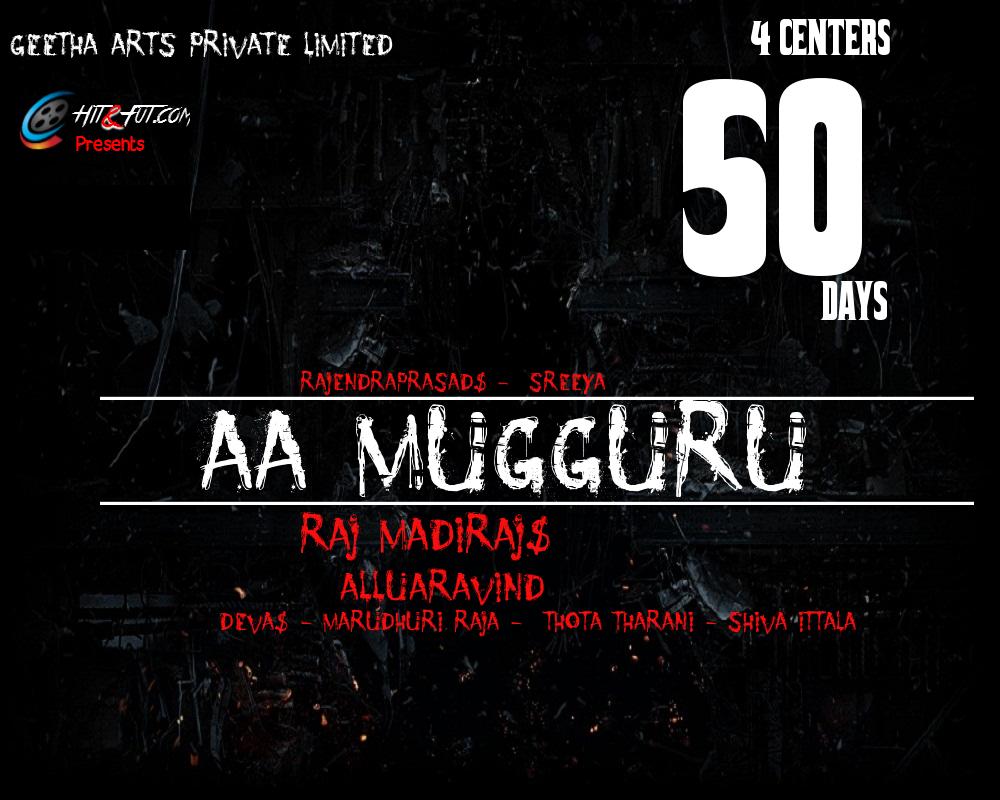 GEETHA ARTS PRIVATE LIMITED
4 CENTERS
HIT&FUT.COM
Presents
50
DAYS
RAJENDRAPRASAD$ - SREEYA
AA MUGGURU
RAJ MADIRAJ$
ALLUARAVIND
DEVA$ - MARUDHURI RAJA - THOTA THARANI - SHIVA ITTALA